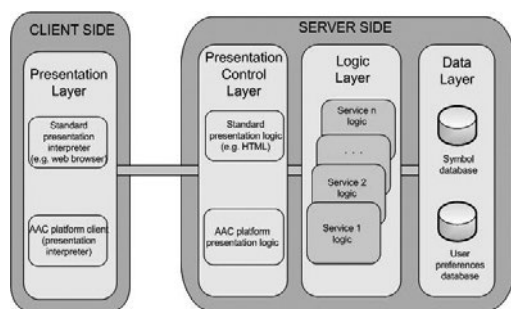 CLIENT SIDE
Presentation
Layer
Standard
presentation
interpreter
(e.g. web browser)
AAC platform client
(presentation
interpreter)
SERVER SIDE
Presentation
Control
Layer
Standard
presentation logic
(e.g. HTML)
AAC platform
presentation logic
Logic
Layer
Service n
logic
...
Service 2
logic
Service 1
logic
Data
Layer
Symbol
database
User
preferences
database